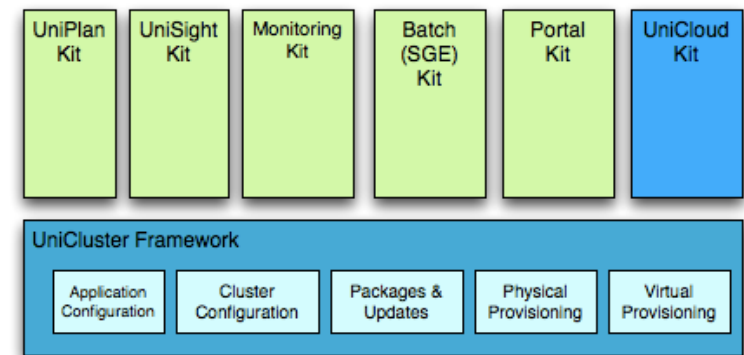 UniPlan
Kit
UniSight
Kit
Monitoring
Kit
Batch
(SGE)
Kit
Portal
Kit
UniCloud
Kit
UniCluster Framework
Application
Configuration
Cluster
Configuration
Packages &
Updates
Physical
Provisioning
Virtual
Provisioning